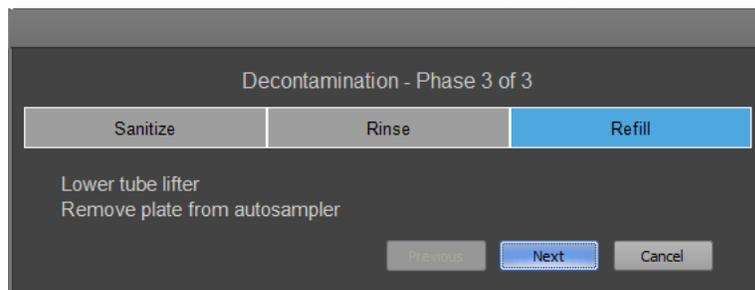 Decontamination - Phase 3 of 3
Sanitize Rinse Refill
Lower tube lifter
Remove plate from autosampler
Previous Next Cancel